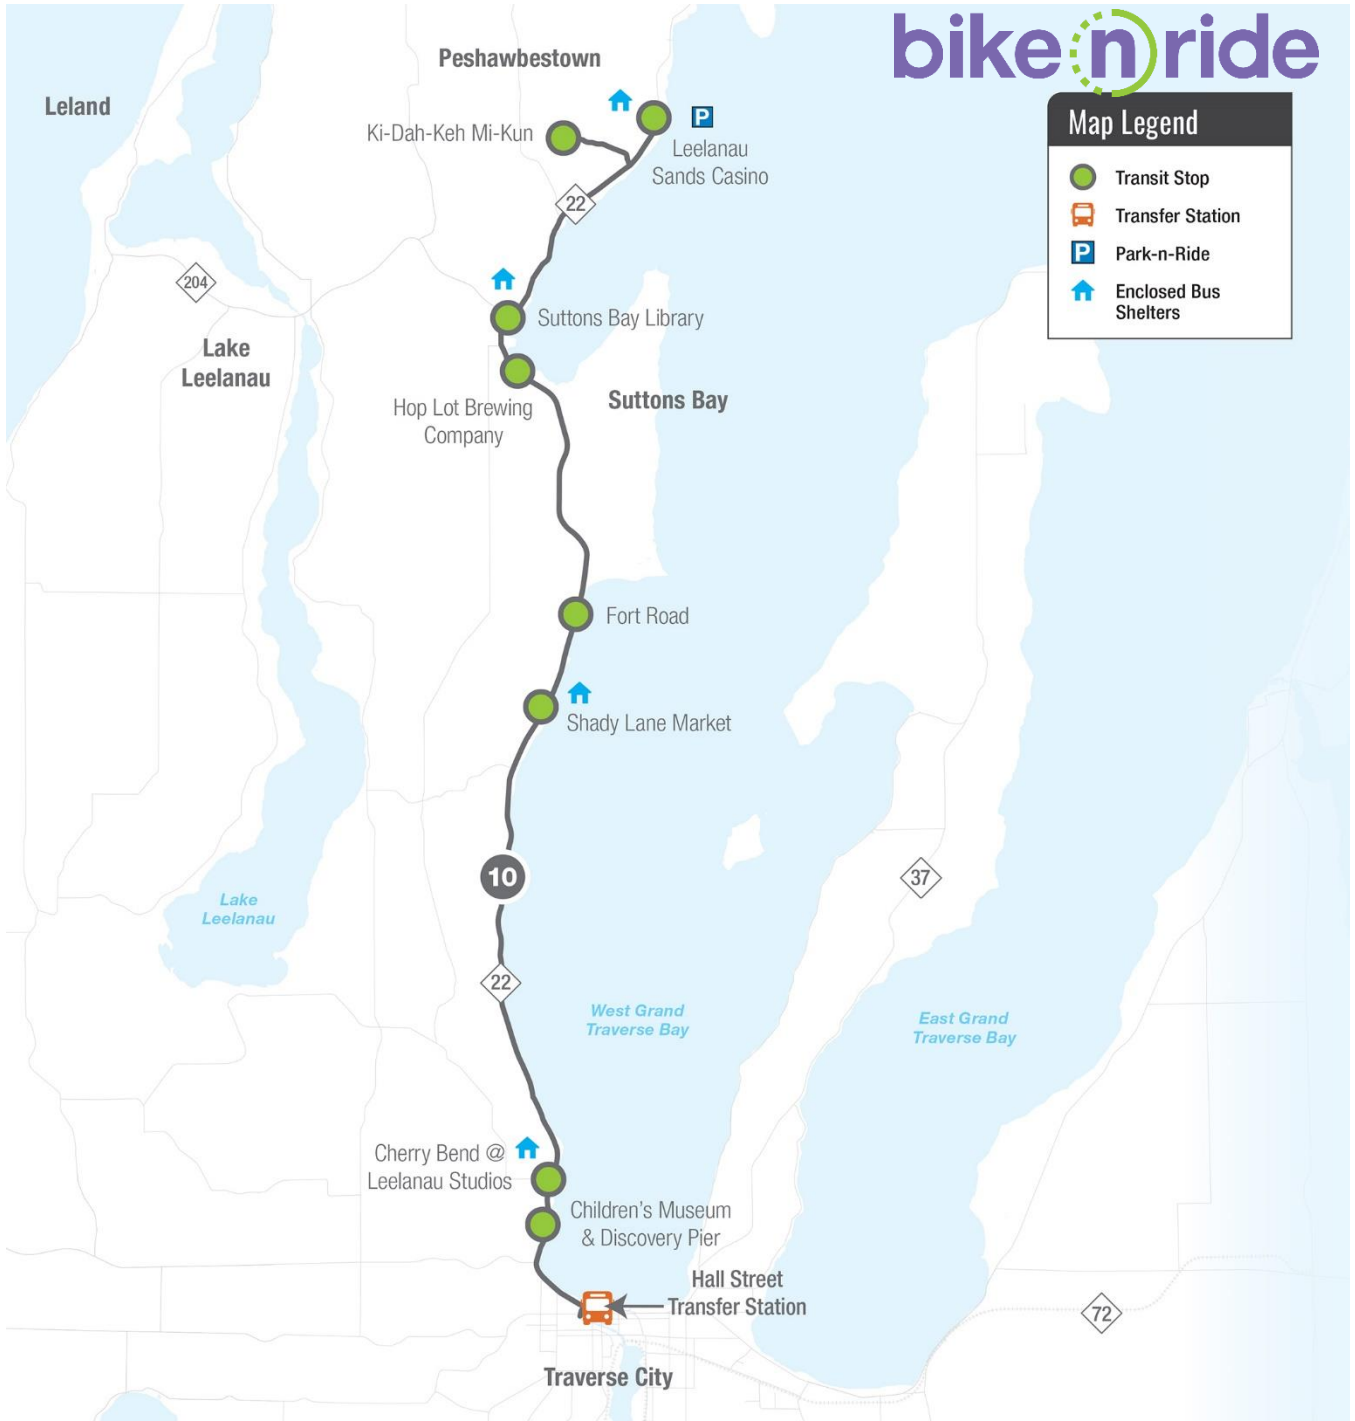 bike n ride
Peshawbestown
Leland
Map Legend
Transit Stop
Transfer Station
P
Park-n-Ride
Enclosed Bus
Shelters
Ki-Dah-Keh Mi-Kun
P
Leelanau
Sands Casino
22
204
Suttons Bay Library
Lake
Leelanau
Hop Lot Brewing
Company
Suttons Bay
Fort Road
Shady Lane Market
10
37
Lake
Leelanau
22
West Grand
Traverse Bay
East Grand
Traverse Bay
Cherry Bend @
Leelanau Studios
Children's Museum
& Discovery Pier
Hall Street
Transfer Station
72
Traverse City